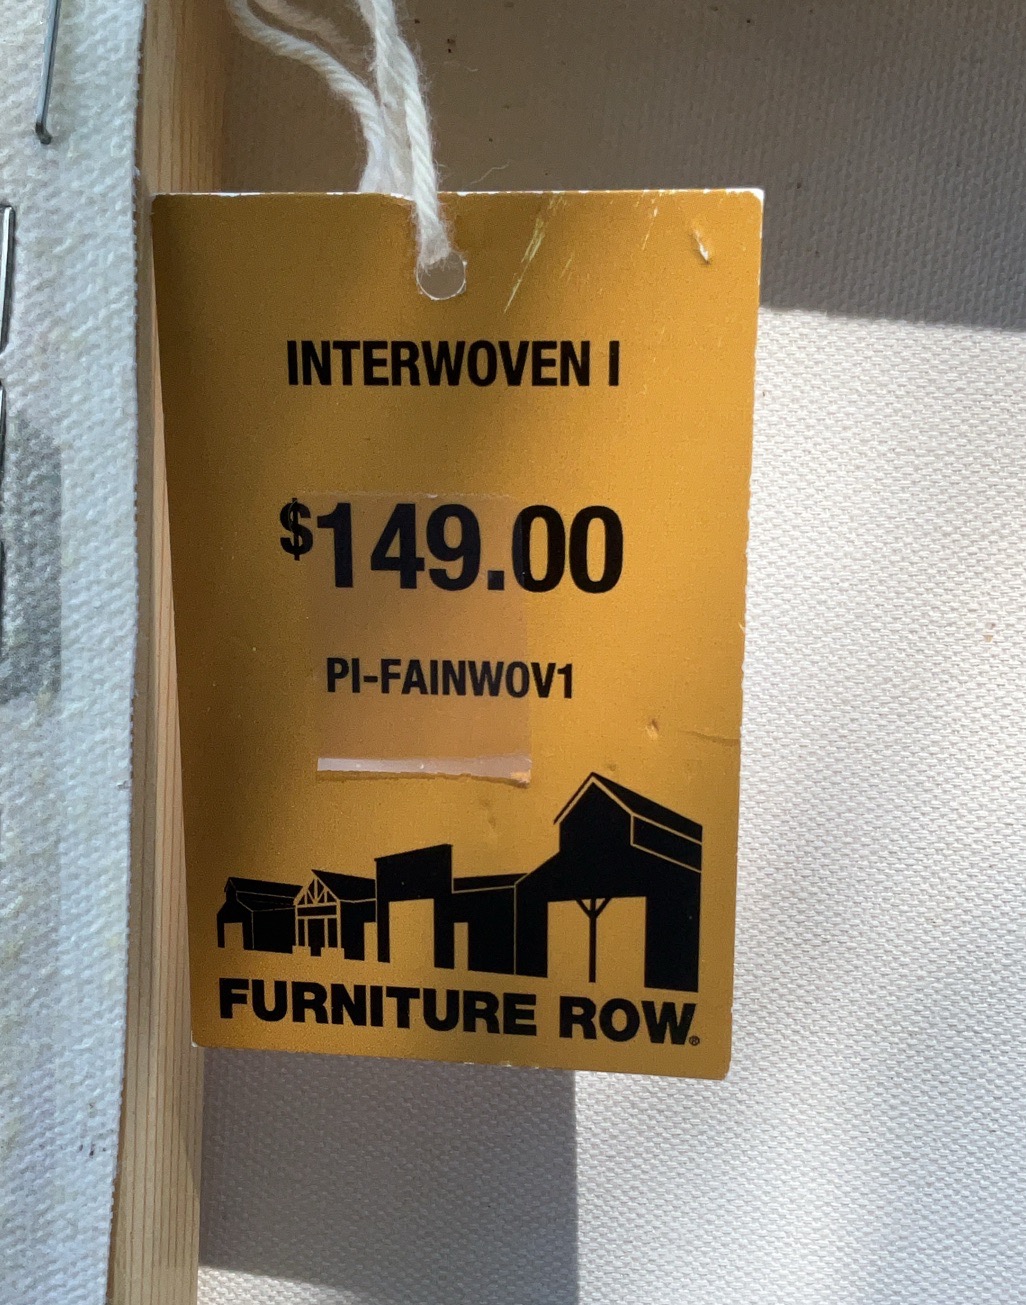 INTERWOVEN I
$149.00
PI-FAINWOV1
FURNITURE ROW®